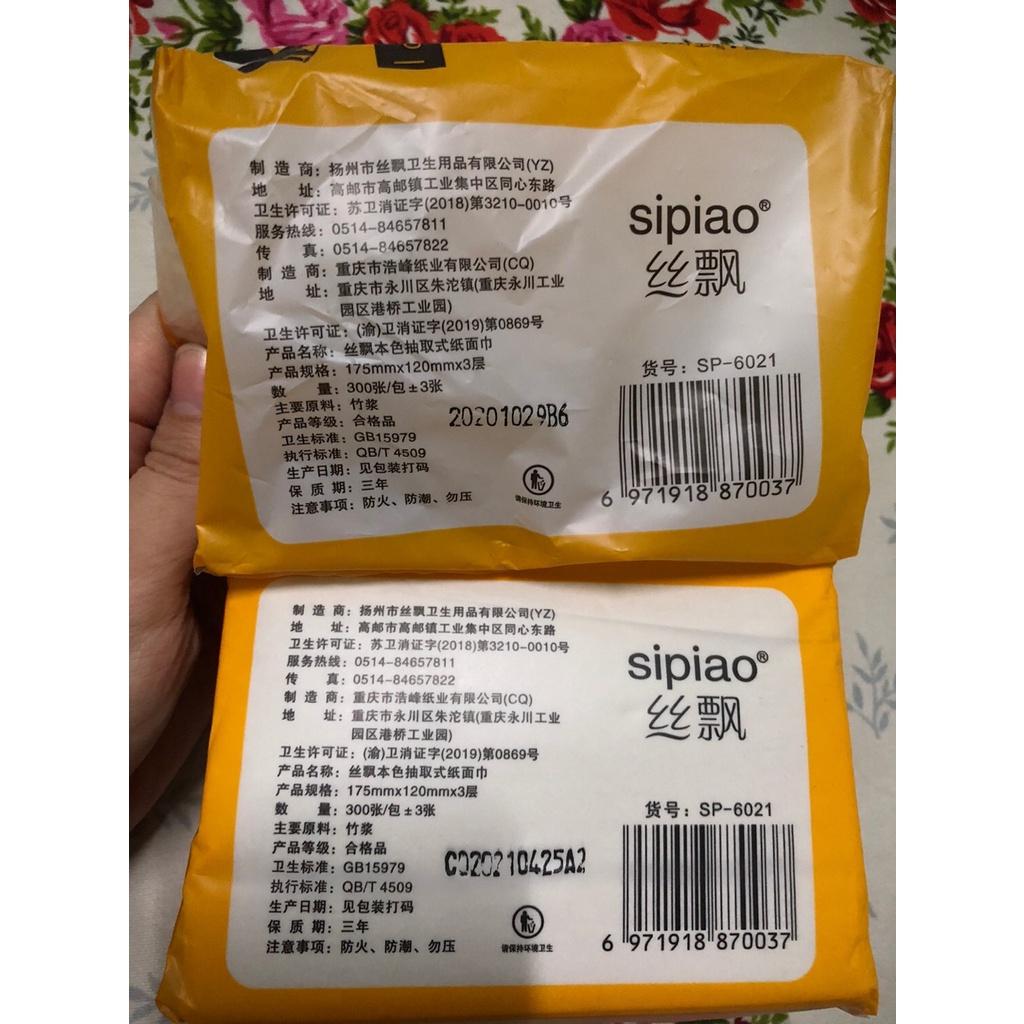 制造商：扬州市丝飘卫生用品有限公司(YZ)
地址：高邮市高邮镇工业集中区同心东路
卫生许可证：苏卫消证字(2018)第3210-0010号
服务热线：0514-84657811
传真：0514-84657822
制造商：重庆市浩峰纸业有限公司(CQ)
地址：重庆市永川区朱沱镇(重庆永川工业
园区港桥工业园)
卫生许可证：(渝)卫消证字(2019)第0869号
产品名称：丝飘本色抽取式纸面巾
产品规格：175mmx120mmx3层
数量：300张/包±3张
主要原料：竹浆
产品等级：合格品
卫生标准：GB15979
执行标准：QB/T 4509
生产日期：见包装打码
保质期：三年
注意事项：防火、防潮、勿压
20201029B6
请保持环境卫生
sipiao®
丝飘
货号：SP-6021
6 971918 870037
制造商：扬州市丝飘卫生用品有限公司(YZ)
地址：高邮市高邮镇工业集中区同心东路
卫生许可证：苏卫消证字(2018)第3210-0010号
服务热线：0514-84657811
传真：0514-84657822
制造商：重庆市浩峰纸业有限公司(CQ)
地址：重庆市永川区朱沱镇(重庆永川工业
园区港桥工业园)
卫生许可证：(渝)卫消证字(2019)第0869号
产品名称：丝飘本色抽取式纸面巾
产品规格：175mmx120mmx3层
数量：300张/包±3张
主要原料：竹浆
产品等级：合格品
卫生标准：GB15979
执行标准：QB/T 4509
生产日期：见包装打码
保质期：三年
注意事项：防火、防潮、勿压
CQ20210425A2
请保持环境卫生
sipiao®
丝飘
货号：SP-6021
6 971918 870037